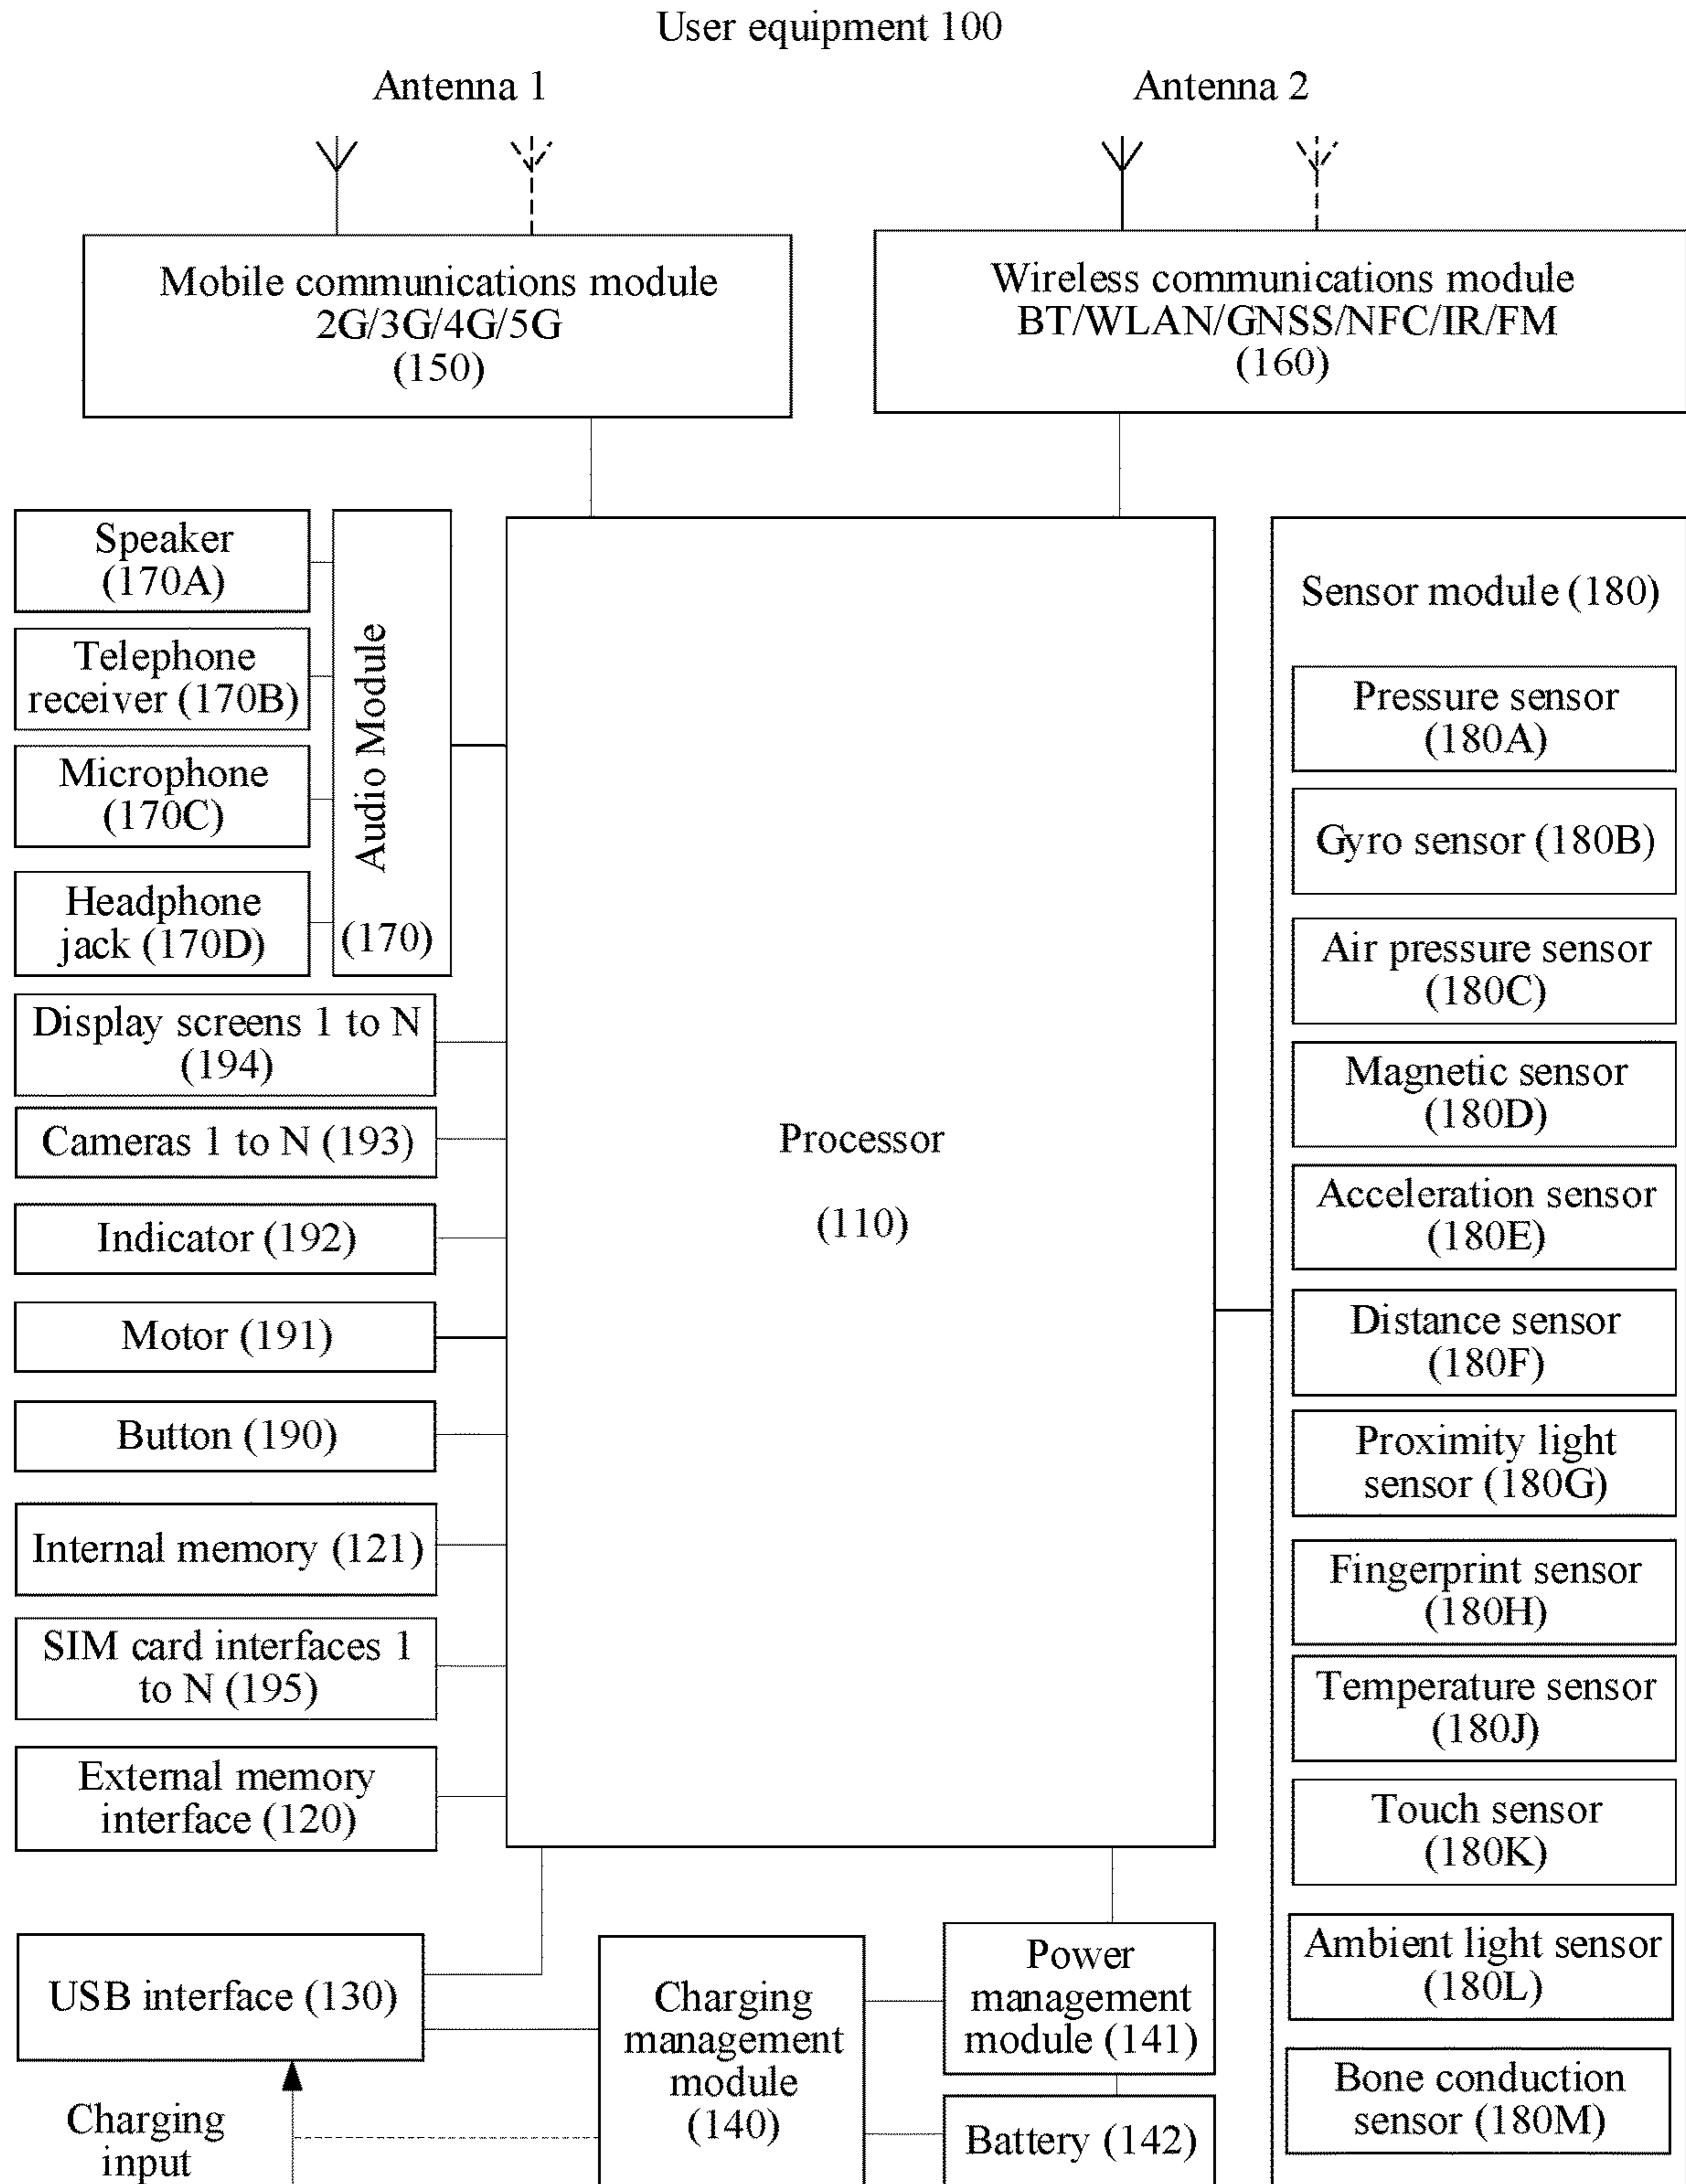 User equipment 100
Antenna 1
Antenna 2
Mobile communications module
2G/3G/4G/5G
(150)
Wireless communications module
BT/WLAN/GNSS/NFC/IR/FM
(160)
Speaker
(170A)
Telephone
receiver (170B)
Microphone
(170C)
Headphone
jack (170D)
Audio Module
(170)
Display screens 1 to N
(194)
Cameras 1 to N (193)
Indicator (192)
Motor (191)
Button (190)
Internal memory (121)
SIM card interfaces 1
to N (195)
External memory
interface (120)
Processor
(110)
Sensor module (180)
Pressure sensor
(180A)
Gyro sensor (180B)
Air pressure sensor
(180C)
Magnetic sensor
(180D)
Acceleration sensor
(180E)
Distance sensor
(180F)
Proximity light
sensor (180G)
Fingerprint sensor
(180H)
Temperature sensor
(180J)
Touch sensor
(180K)
Ambient light sensor
(180L)
Bone conduction
sensor (180M)
USB interface (130)
Charging
input
Charging
management
module
(140)
Power
management
module (141)
Battery (142)